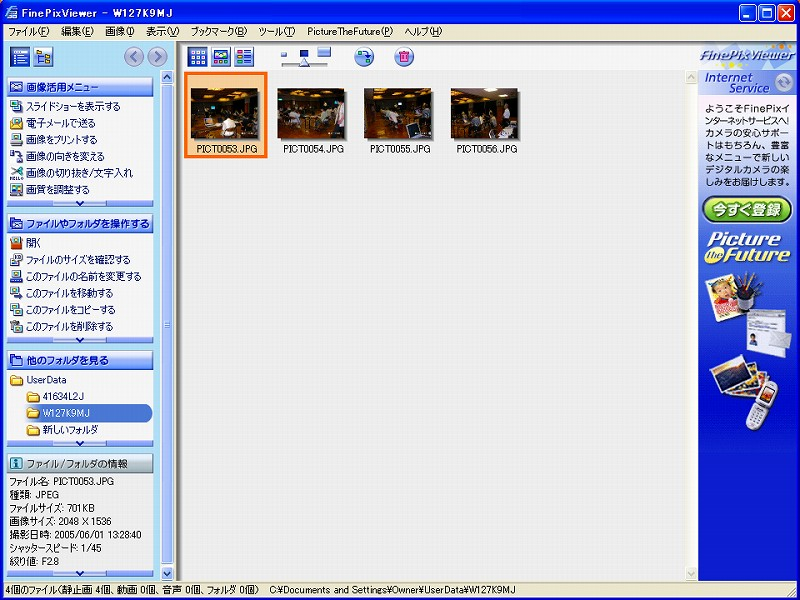 FinePixViewer - W127K9MJ
ファイル(F) 編集(E) 画像(I) 表示(V) ブックマーク(B) ツール(T) PictureTheFuture(P) ヘルプ(H)
画像活用メニュー
スライドショーを表示する
電子メールで送る
画像をプリントする
画像の向きを変える
画像の切り抜き/文字入れ
画質を調整する
ファイルやフォルダを操作する
開く
ファイルのサイズを確認する
このファイルの名前を変更する
このファイルを移動する
このファイルをコピーする
このファイルを削除する
他のフォルダを見る
UserData
41634L2J
W127K9MJ
新しいフォルダ
ファイル/フォルダの情報
ファイル名: PICT0053.JPG
種類: JPEG
ファイルサイズ: 701KB
画像サイズ: 2048 X 1536
撮影日時: 2005/06/01 13:28:40
シャッタースピード: 1/45
絞り値: F2.8
PICT0053.JPG
PICT0054.JPG
PICT0055.JPG
PICT0056.JPG
FinePixViewer
Internet
Service
ようこそFinePixイ
ンターネットサービスへ!
カメラの安心サポー
トはもちろん、豊富
なメニューで新しい
デジタルカメラの楽
しみをお届けします。
今すぐ登録
Picture
The Future
4個のファイル(静止画 4個、動画 0個、音声 0個、フォルダ 0個) C:¥Documents and Settings¥Owner¥UserData¥W127K9MJ